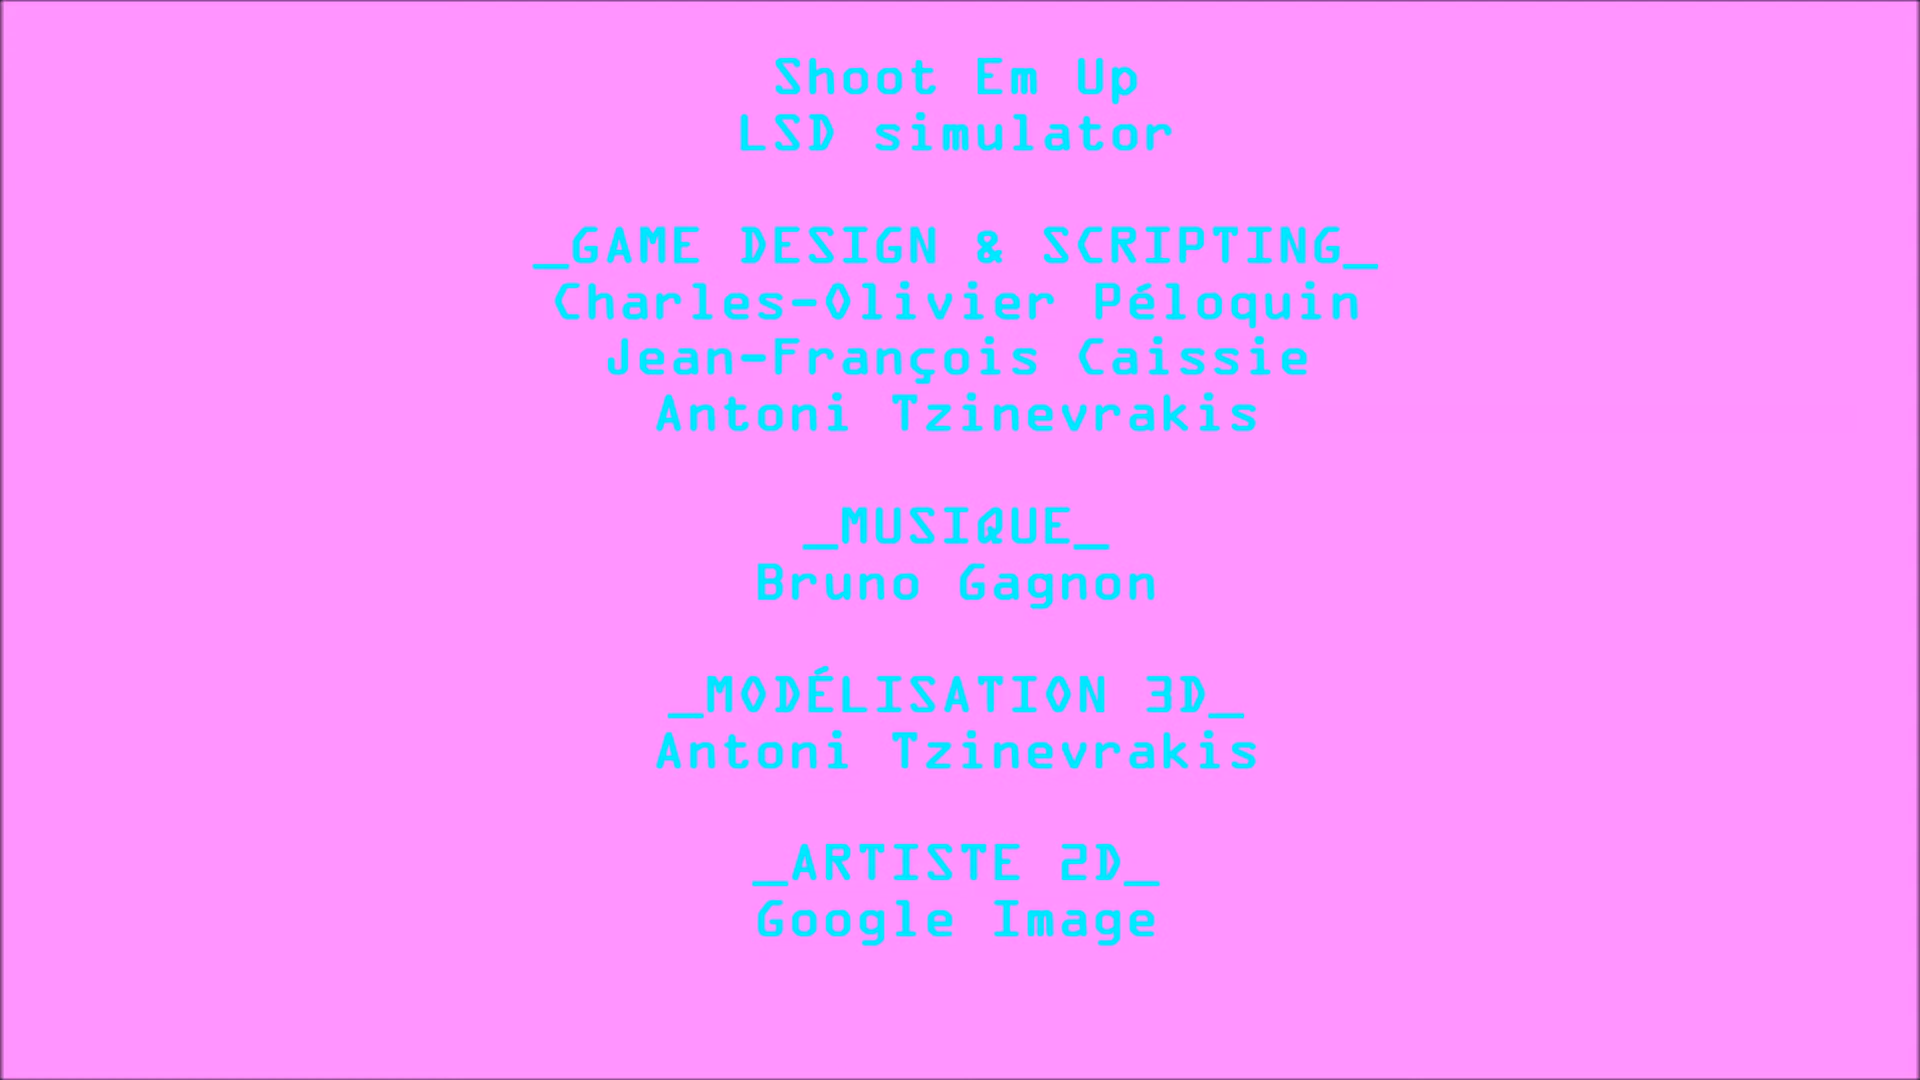 Shoot Em Up
LSD simulator
_GAME DESIGN & SCRIPTING_
Charles-Olivier Péloquin
Jean-François Caissie
Antoni Tzinevrakis
_MUSIQUE_
Bruno Gagnon
_MODÉLISATION 3D_
Antoni Tzinevrakis
_ARTISTE 2D_
Google Image